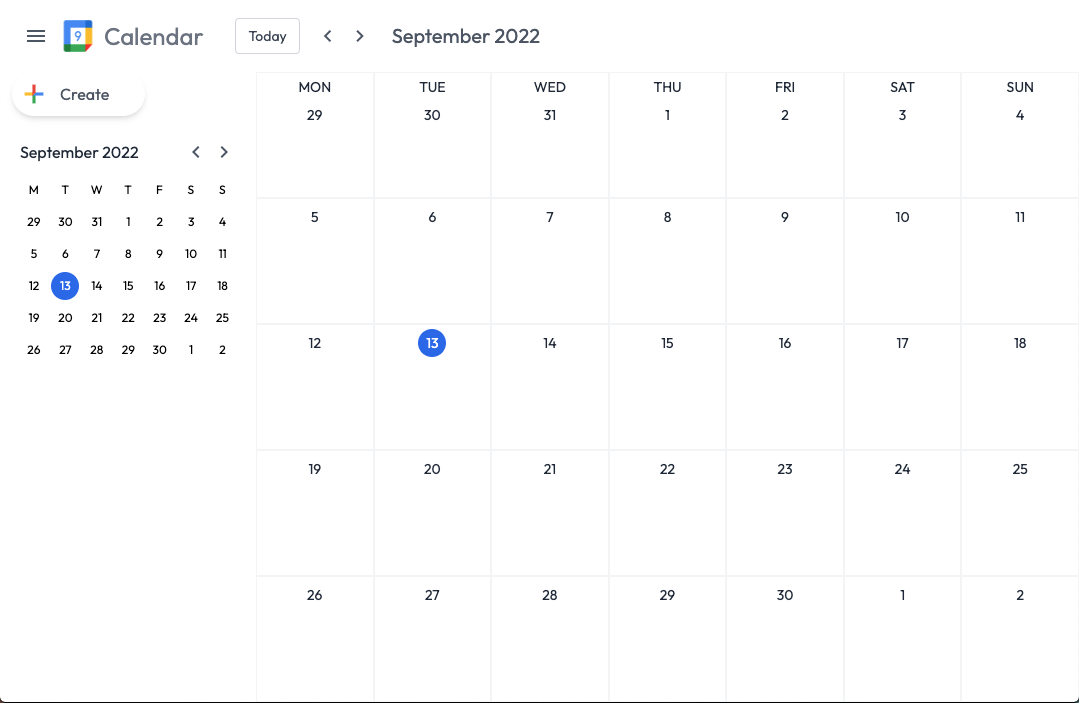 9 Calendar Today September 2022
Create
September 2022
M T W T F S S
29 30 31 1 2 3 4
5 6 7 8 9 10 11
12 13 14 15 16 17 18
19 20 21 22 23 24 25
26 27 28 29 30 1 2
MON TUE WED THU FRI SAT SUN
29 30 31 1 2 3 4
5 6 7 8 9 10 11
12 13 14 15 16 17 18
19 20 21 22 23 24 25
26 27 28 29 30 1 2